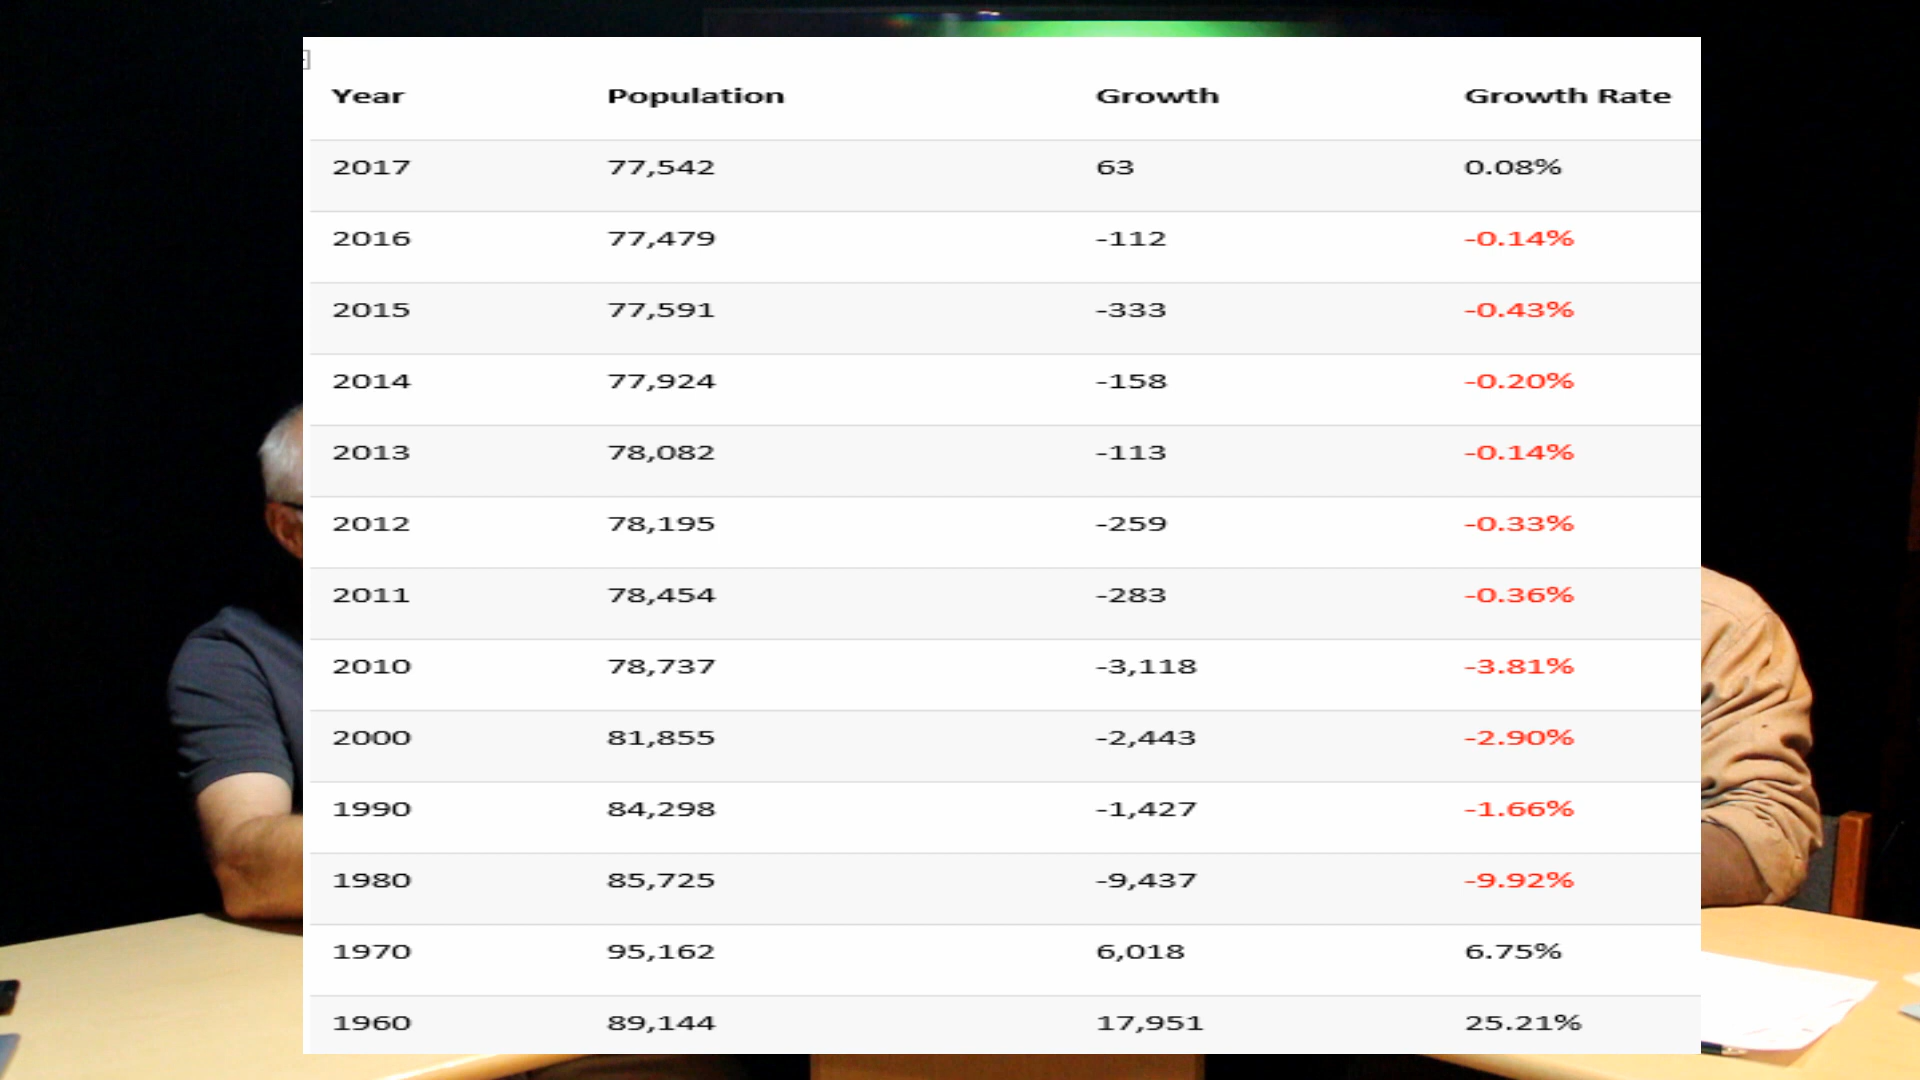 Year Population Growth Growth Rate
2017 77,542 63 0.08%
2016 77,479 -112 -0.14%
2015 77,591 -333 -0.43%
2014 77,924 -158 -0.20%
2013 78,082 -113 -0.14%
2012 78,195 -259 -0.33%
2011 78,454 -283 -0.36%
2010 78,737 -3,118 -3.81%
2000 81,855 -2,443 -2.90%
1990 84,298 -1,427 -1.66%
1980 85,725 -9,437 -9.92%
1970 95,162 6,018 6.75%
1960 89,144 17,951 25.21%